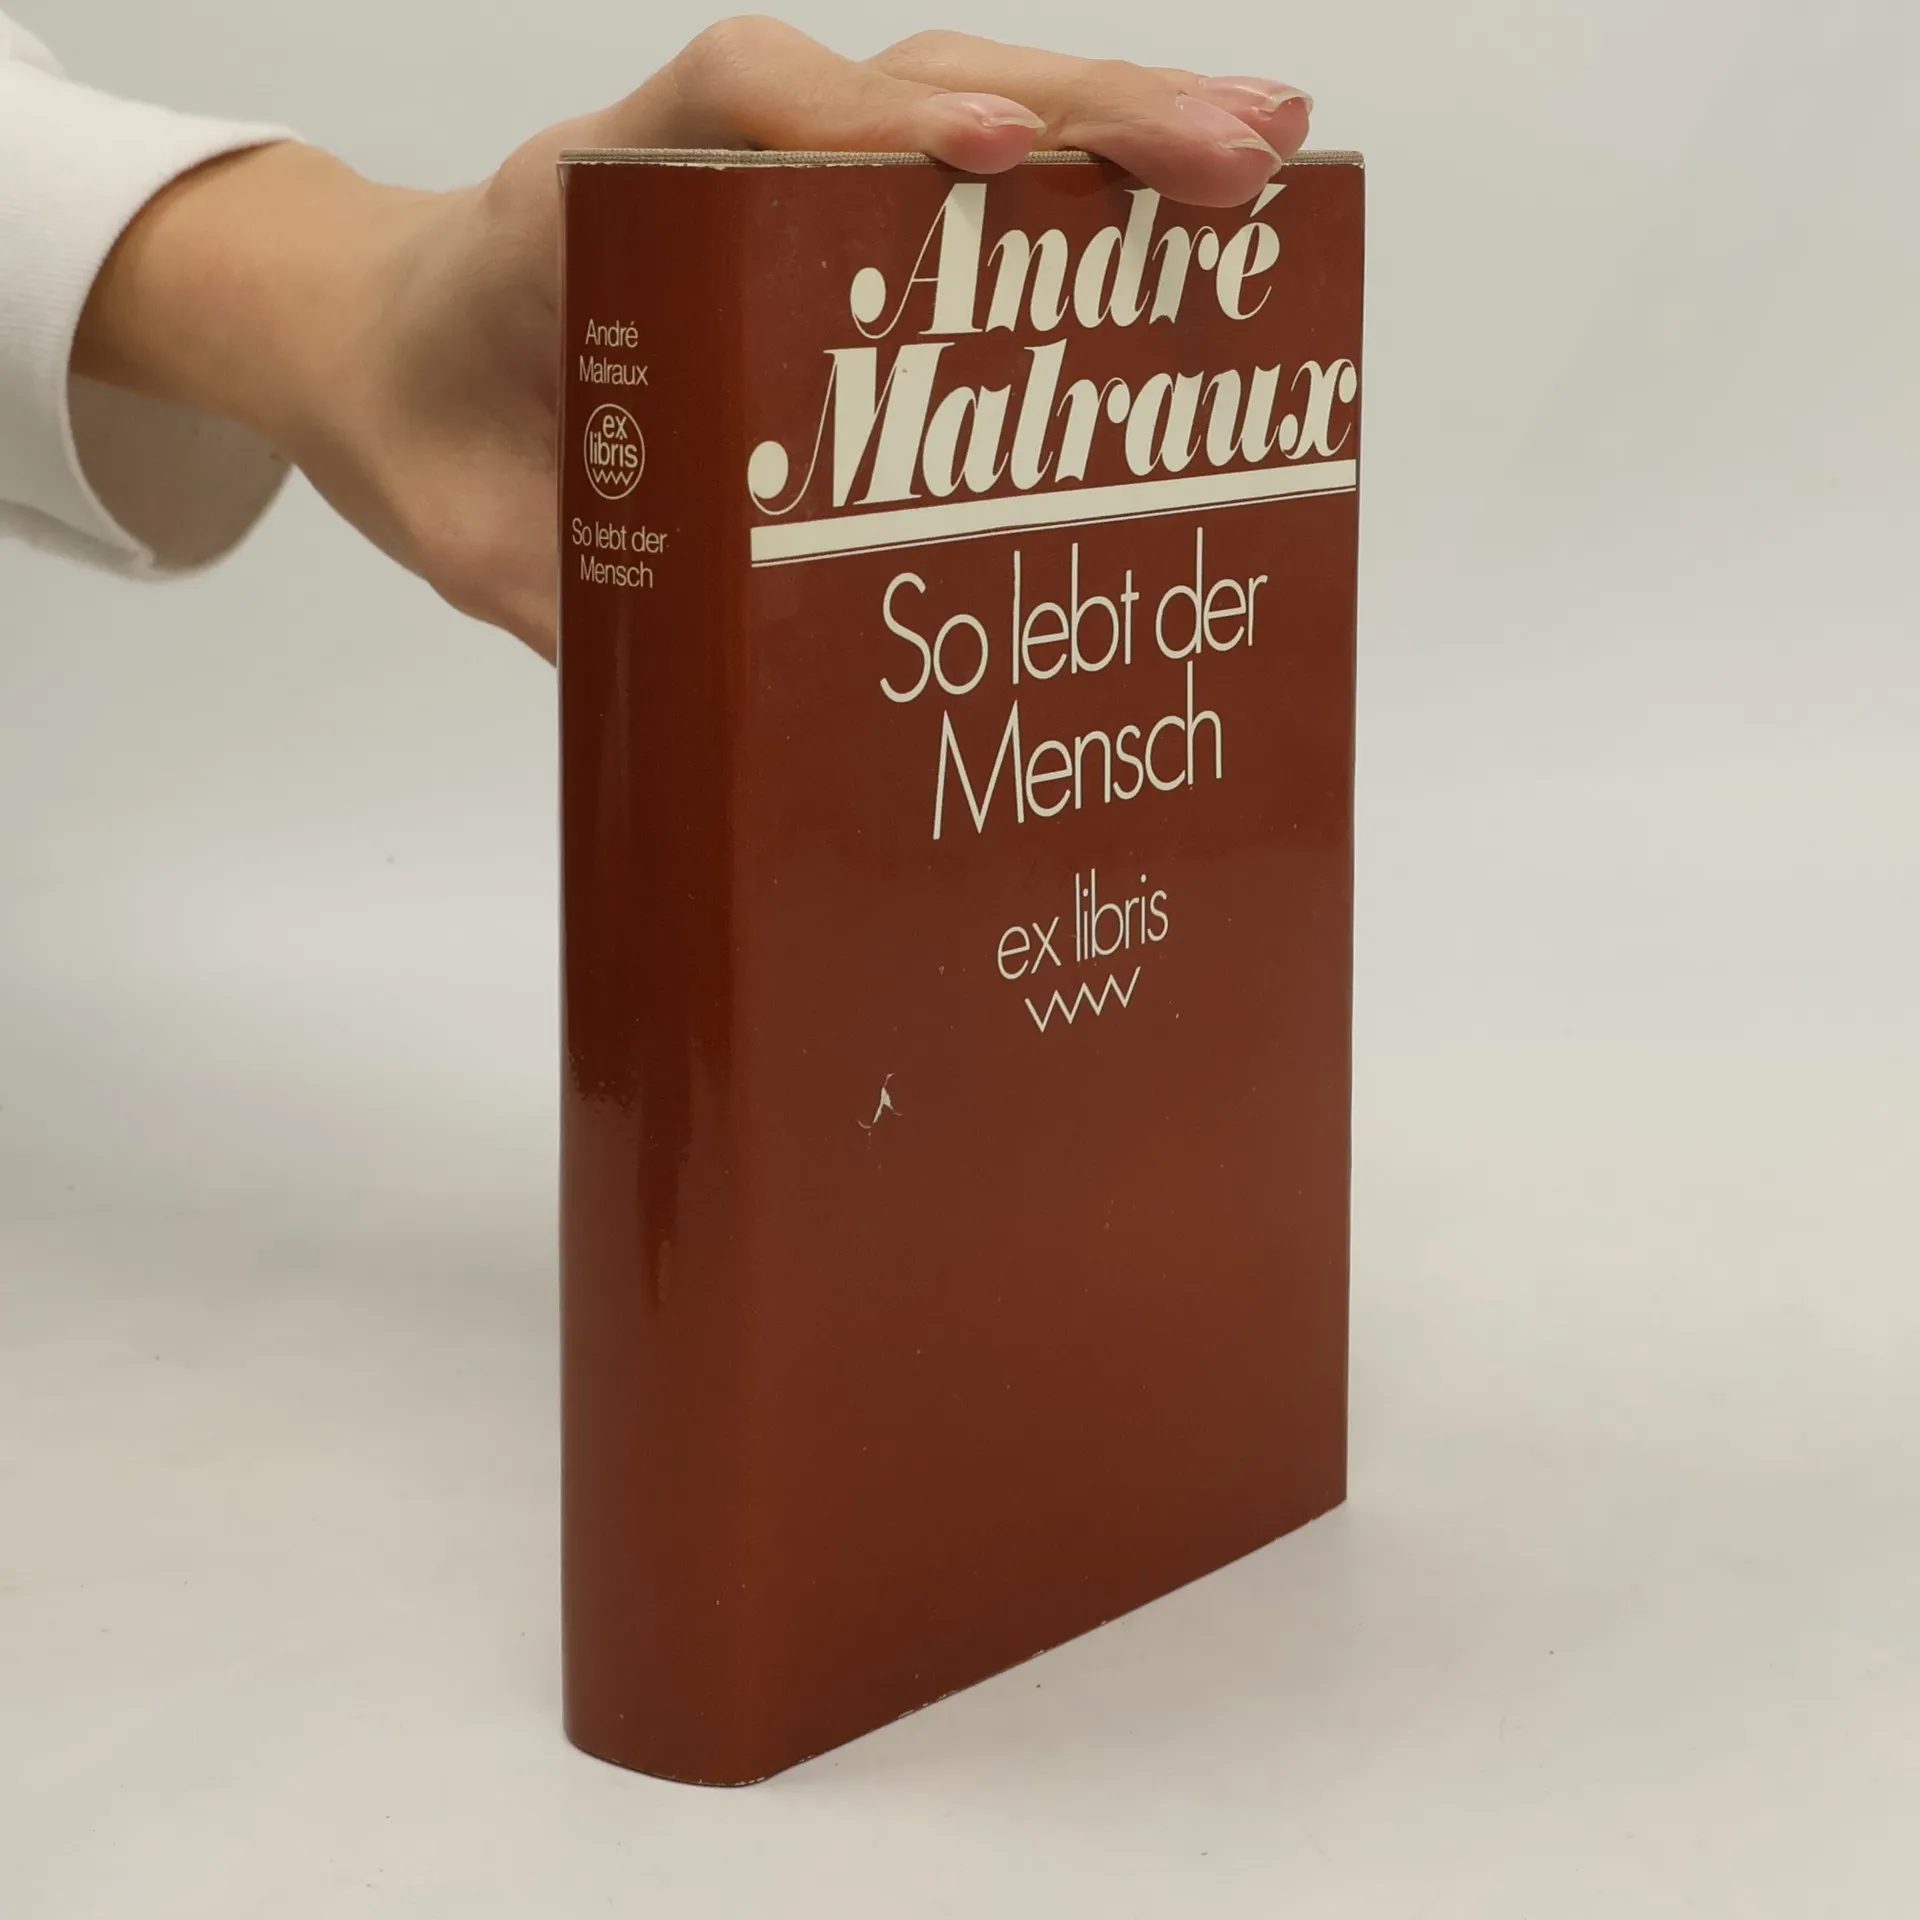 André
Malraux
ex
libris
So lebt der
Mensch
André
Malraux
So lebt der
Mensch
ex libris